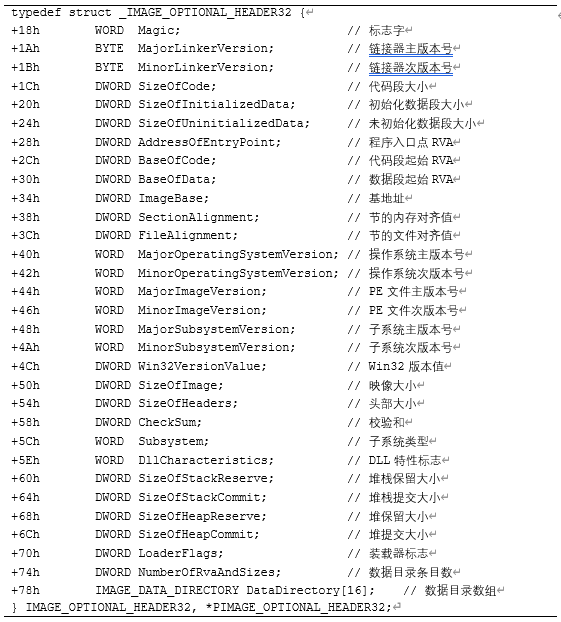 typedef struct _IMAGE_OPTIONAL_HEADER32 {
+18h WORD Magic; // 标志字
+1Ah BYTE MajorLinkerVersion; // 链接器主版本号
+1Bh BYTE MinorLinkerVersion; // 链接器次版本号
+1Ch DWORD SizeOfCode; // 代码段大小
+20h DWORD SizeOfInitializedData; // 初始化数据段大小
+24h DWORD SizeOfUninitializedData; // 未初始化数据段大小
+28h DWORD AddressOfEntryPoint; // 程序入口点 RVA
+2Ch DWORD BaseOfCode; // 代码段起始 RVA
+30h DWORD BaseOfData; // 数据段起始 RVA
+34h DWORD ImageBase; // 基地址
+38h DWORD SectionAlignment; // 节的内存对齐值
+3Ch DWORD FileAlignment; // 节的文件对齐值
+40h WORD MajorOperatingSystemVersion; // 操作系统主版本号
+42h WORD MinorOperatingSystemVersion; // 操作系统次版本号
+44h WORD MajorImageVersion; // PE 文件主版本号
+46h WORD MinorImageVersion; // PE 文件次版本号
+48h WORD MajorSubsystemVersion; // 子系统主版本号
+4Ah WORD MinorSubsystemVersion; // 子系统次版本号
+4Ch DWORD Win32VersionValue; // Win32 版本值
+50h DWORD SizeOfImage; // 映像大小
+54h DWORD SizeOfHeaders; // 头部大小
+58h DWORD CheckSum; // 校验和
+5Ch WORD Subsystem; // 子系统类型
+5Eh WORD DllCharacteristics; // DLL 特性标志
+60h DWORD SizeOfStackReserve; // 堆栈保留大小
+64h DWORD SizeOfStackCommit; // 堆栈提交大小
+68h DWORD SizeOfHeapReserve; // 堆保留大小
+6Ch DWORD SizeOfHeapCommit; // 堆提交大小
+70h DWORD LoaderFlags; // 装载器标志
+74h DWORD NumberOfRvaAndSizes; // 数据目录条目数
+78h IMAGE_DATA_DIRECTORY DataDirectory[16]; // 数据目录数组
} IMAGE_OPTIONAL_HEADER32, *PIMAGE_OPTIONAL_HEADER32;